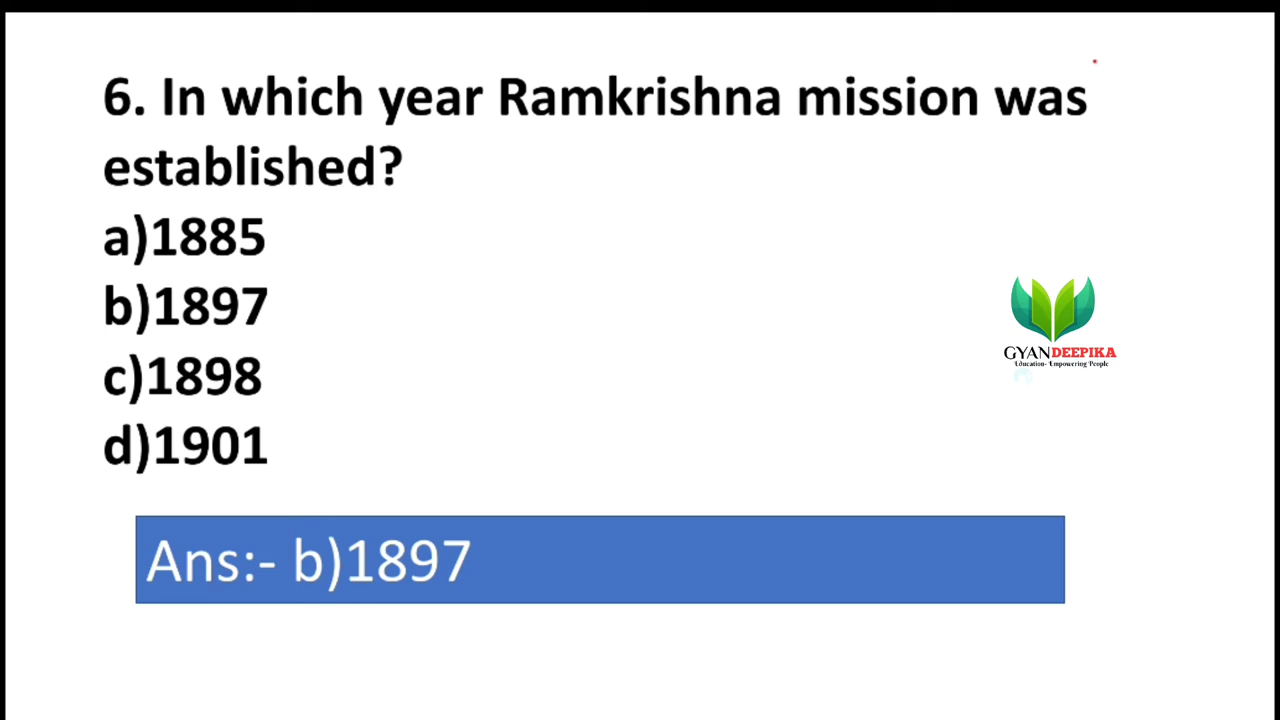 6. In which year Ramkrishna mission was
established?
a)1885
b)1897
c)1898
d)1901
GYANDEEPIKA
Education- Empowering People
Ans:- b)1897